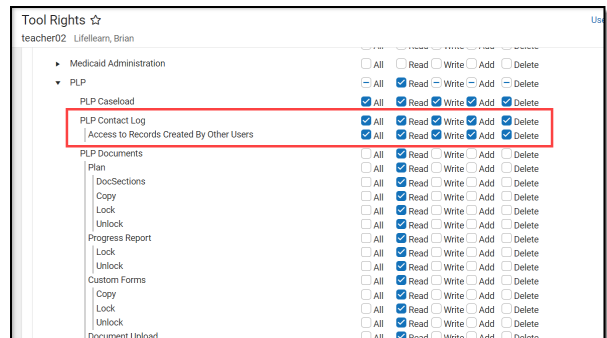 Tool Rights ☆
Use
teacher02 Lifellearn, Brian
All Read Write Add Delete
Medicaid Administration All Read Write Add Delete
PLP All Read Write Add Delete
PLP Caseload All Read Write Add Delete
PLP Contact Log All Read Write Add Delete
Access to Records Created By Other Users All Read Write Add Delete
PLP Documents All Read Write Add Delete
Plan All Read Write Add Delete
DocSections All Read Write Add Delete
Copy All Read Write Add Delete
Lock All Read Write Add Delete
Unlock All Read Write Add Delete
Progress Report All Read Write Add Delete
Lock All Read Write Add Delete
Unlock All Read Write Add Delete
Custom Forms All Read Write Add Delete
Copy All Read Write Add Delete
Lock All Read Write Add Delete
Unlock All Read Write Add Delete
Document Upload All Read Write Add Delete